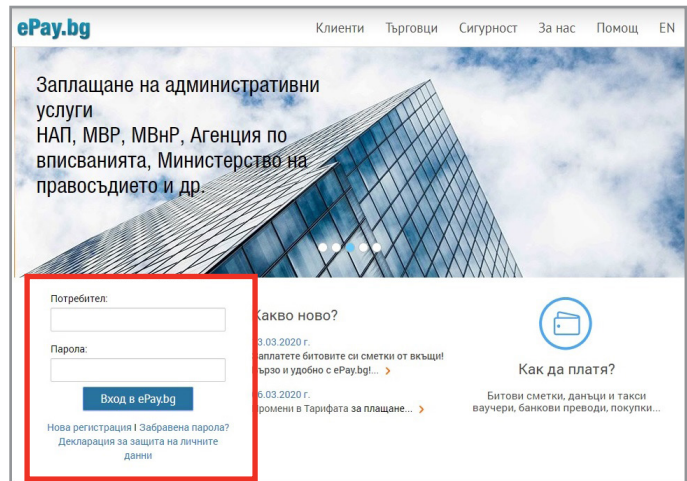 ePay.bg
Клиенти Търговци Сигурност За нас Помощ EN
Заплащане на административни
услуги
НАП, МВР, МВнР, Агенция по
вписванията, Министерство на
правосъдието и др.
Потребител:
Парола:
Вход в ePay.bg
Нова регистрация | Забравена парола?
Декларация за защита на личните
данни
Какво ново?
3.03.2020 г.
Заплатете битовите си сметки от вкъщи!
бързо и удобно с ePay.bg!... >
6.03.2020 г.
Промени в Тарифата за плащане... >
Как да платя?
Битови сметки, данъци и такси
ваучери, банкови преводи, покупки...